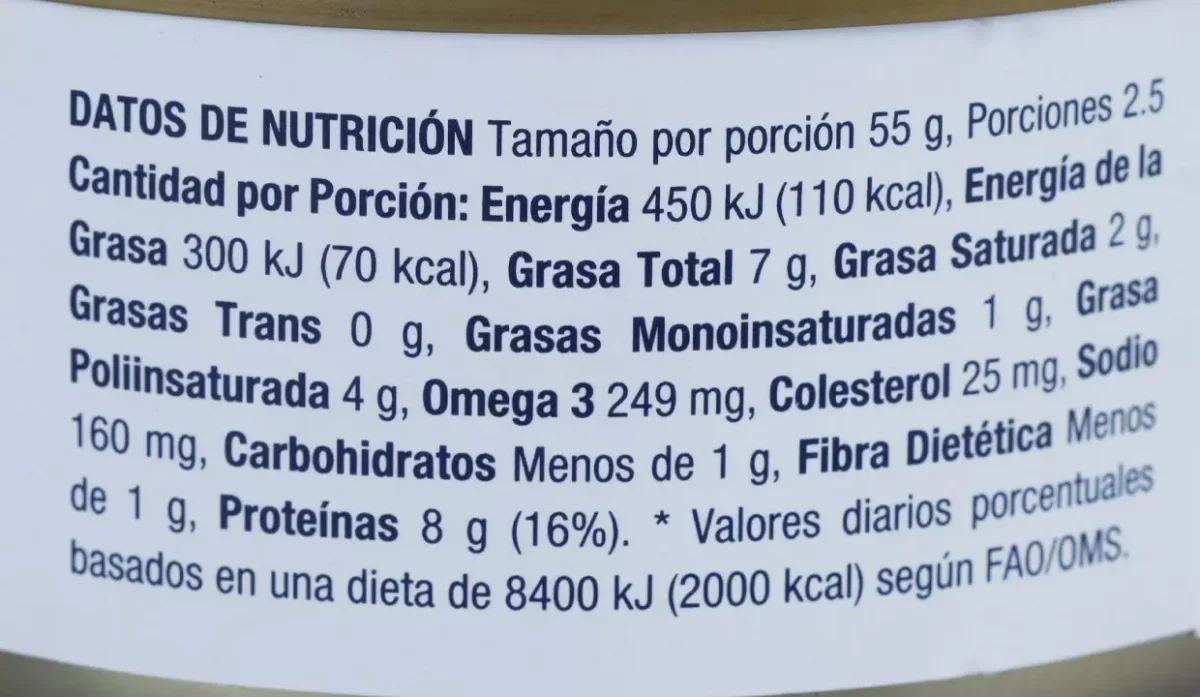 DATOS DE NUTRICIÓN Tamaño por porción 55 g, Porciones 2.5
Cantidad por Porción: Energía 450 kJ (110 kcal), Energía de la
Grasa 300 kJ (70 kcal), Grasa Total 7 g, Grasa Saturada 2 g,
Grasas Trans 0 g, Grasas Monoinsaturadas 1 g, Grasa
Poliinsaturada 4 g, Omega 3 249 mg, Colesterol 25 mg, Sodio
160 mg, Carbohidratos Menos de 1 g, Fibra Dietética Menos
de 1 g, Proteínas 8 g (16%). * Valores diarios porcentuales
basados en una dieta de 8400 kJ (2000 kcal) según FAO/OMS.